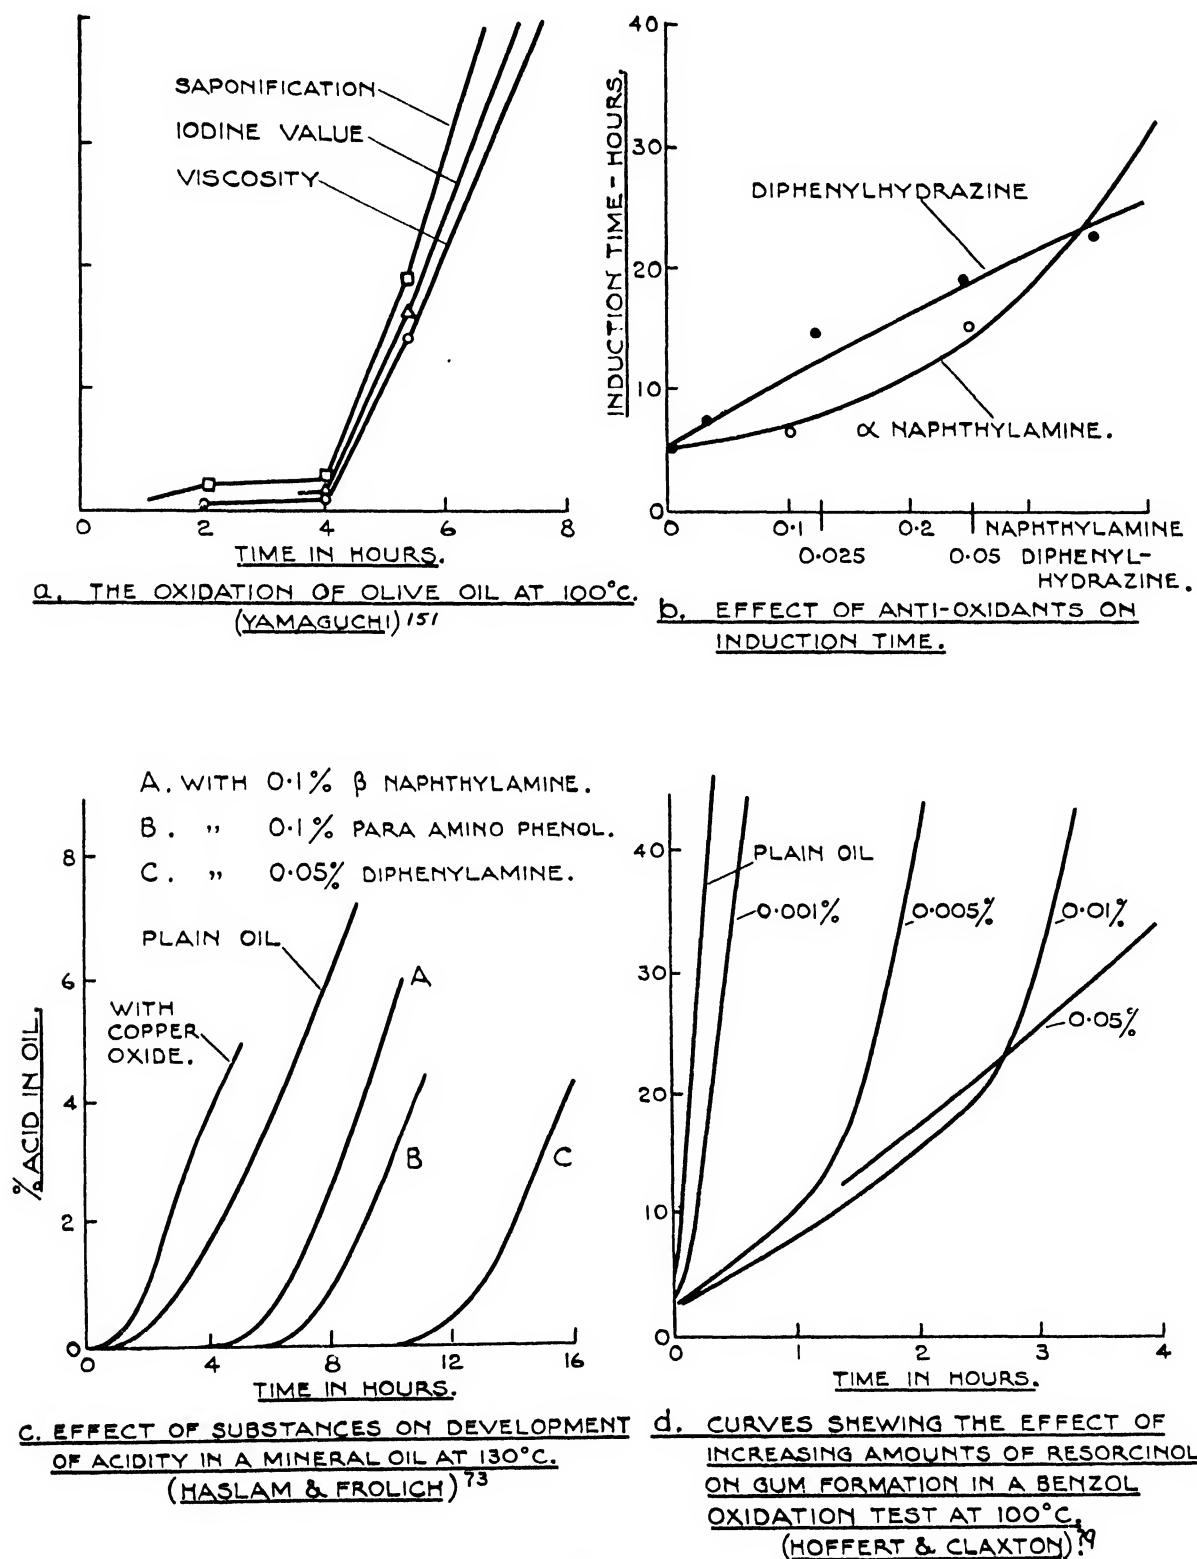 SAPONIFICATION
IODINE VALUE
VISCOSITY
0 2 4 6 8
TIME IN HOURS.
a. THE OXIDATION OF OLIVE OIL AT 100°C.
(YAMAGUCHI) 151
40
30
20
10
0
INDUCTION TIME - HOURS.
DIPHENYLHYDRAZINE
α NAPHTHYLAMINE.
0 0·1 0·2 NAPHTHYLAMINE
0·025 0·05 DIPHENYL-
HYDRAZINE.
b. EFFECT OF ANTI-OXIDANTS ON
INDUCTION TIME.
A. WITH 0·1% β NAPHTHYLAMINE.
B. " 0·1% PARA AMINO PHENOL.
C. " 0·05% DIPHENYLAMINE.
8
6
4
2
0
% ACID IN OIL.
PLAIN OIL
WITH
COPPER
OXIDE.
A
B
C
0 4 8 12 16
TIME IN HOURS.
c. EFFECT OF SUBSTANCES ON DEVELOPMENT
OF ACIDITY IN A MINERAL OIL AT 130°C.
(HASLAM & FROLICH) 73
40
30
20
10
0
PLAIN OIL
0·001%
0·005%
0·01%
0·05%
0 1 2 3 4
TIME IN HOURS.
d. CURVES SHEWING THE EFFECT OF
INCREASING AMOUNTS OF RESORCINOL
ON GUM FORMATION IN A BENZOL
OXIDATION TEST AT 100°C.
(HOFFERT & CLAXTON).